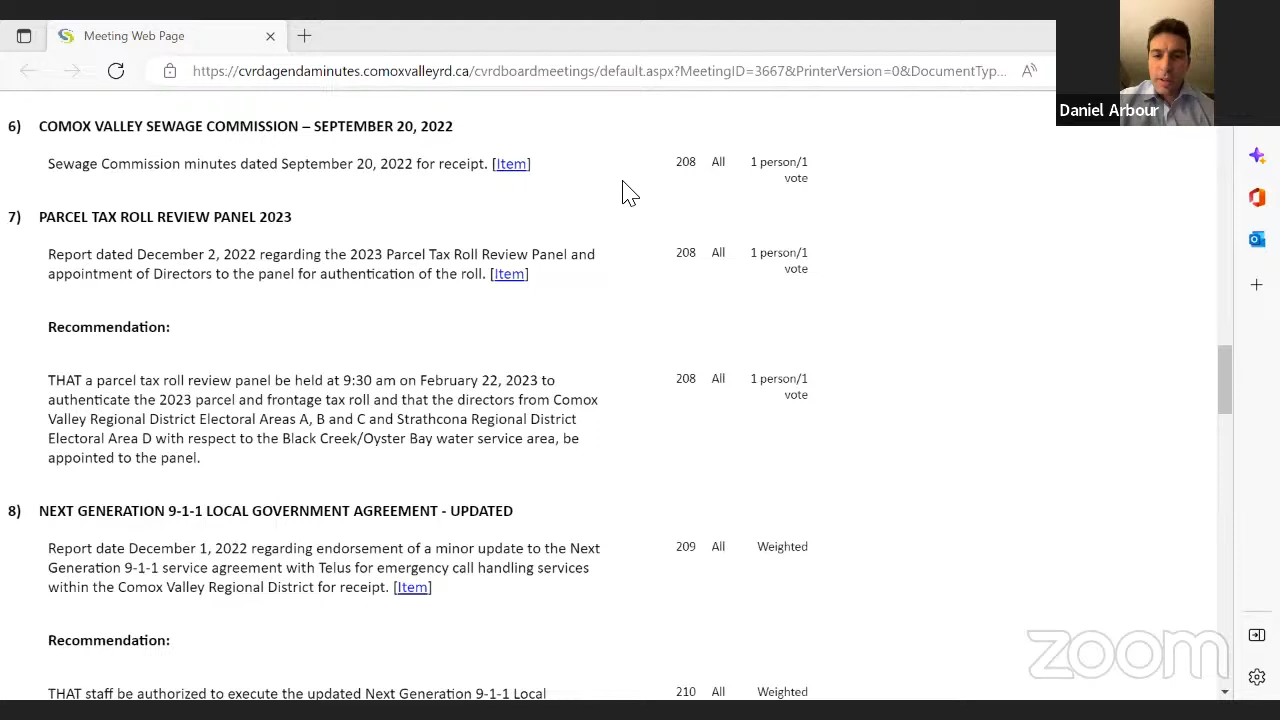 Meeting Web Page
https://cvrdagendaminutes.comoxvalleyrd.ca/cvrdboardmeetings/default.aspx?MeetingID=3667&PrinterVersion=0&DocumentTyp...
Daniel Arbour
6) COMOX VALLEY SEWAGE COMMISSION – SEPTEMBER 20, 2022
Sewage Commission minutes dated September 20, 2022 for receipt. [Item] 208 All 1 person/1
vote
7) PARCEL TAX ROLL REVIEW PANEL 2023
Report dated December 2, 2022 regarding the 2023 Parcel Tax Roll Review Panel and 208 All 1 person/1
appointment of Directors to the panel for authentication of the roll. [Item] vote
Recommendation:
THAT a parcel tax roll review panel be held at 9:30 am on February 22, 2023 to 208 All 1 person/1
authenticate the 2023 parcel and frontage tax roll and that the directors from Comox vote
Valley Regional District Electoral Areas A, B and C and Strathcona Regional District
Electoral Area D with respect to the Black Creek/Oyster Bay water service area, be
appointed to the panel.
8) NEXT GENERATION 9-1-1 LOCAL GOVERNMENT AGREEMENT - UPDATED
Report date December 1, 2022 regarding endorsement of a minor update to the Next 209 All Weighted
Generation 9-1-1 service agreement with Telus for emergency call handling services
within the Comox Valley Regional District for receipt. [Item]
Recommendation:
THAT staff be authorized to execute the updated Next Generation 9-1-1 Local 210 All Weighted
zoom